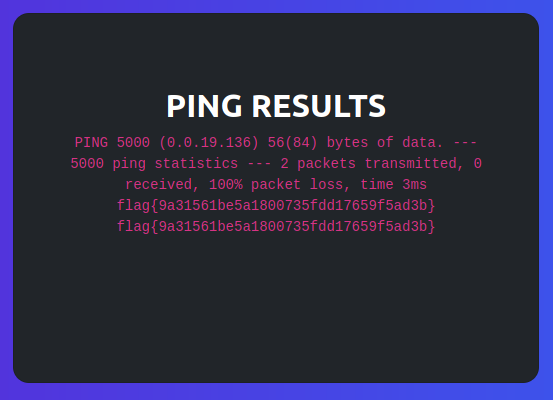 PING RESULTS
PING 5000 (0.0.19.136) 56(84) bytes of data. ---
5000 ping statistics --- 2 packets transmitted, 0
received, 100% packet loss, time 3ms
flag{9a31561be5a1800735fdd17659f5ad3b}
flag{9a31561be5a1800735fdd17659f5ad3b}